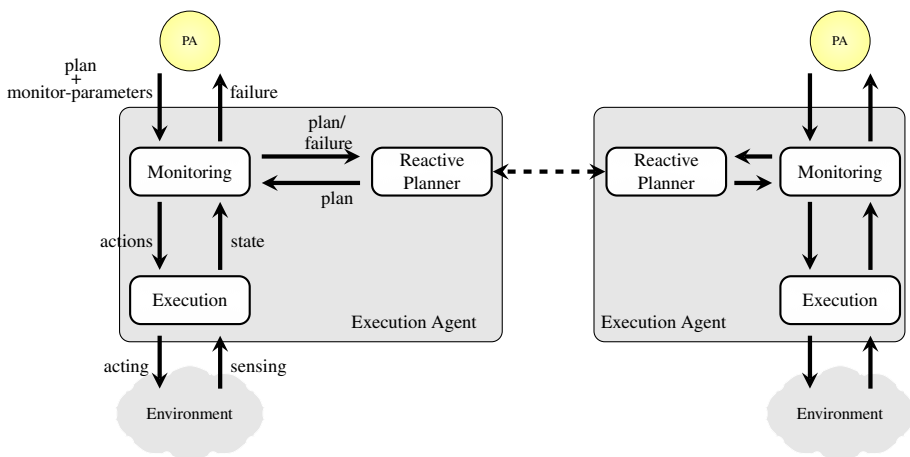 PA
plan
+
monitor-parameters
failure
plan/
failure
Monitoring
Reactive
Planner
plan
actions
state
Execution
Execution Agent
acting
sensing
Environment
PA
Reactive
Planner
Monitoring
Execution
Execution Agent
Environment